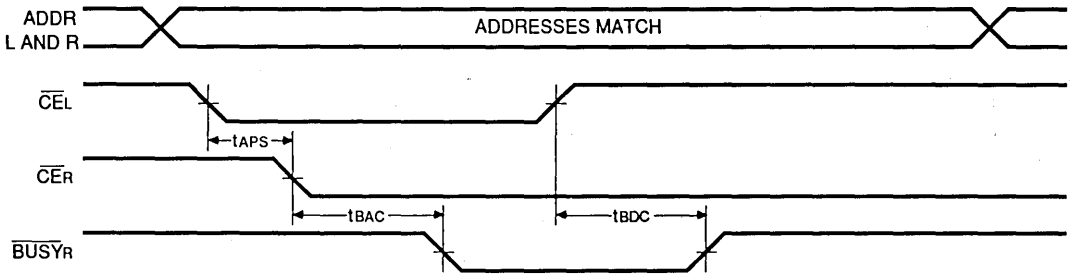 ADDR
L AND R
ADDRESSES MATCH
CEL
tAPS
CER
tBAC
tBDC
BUSYR